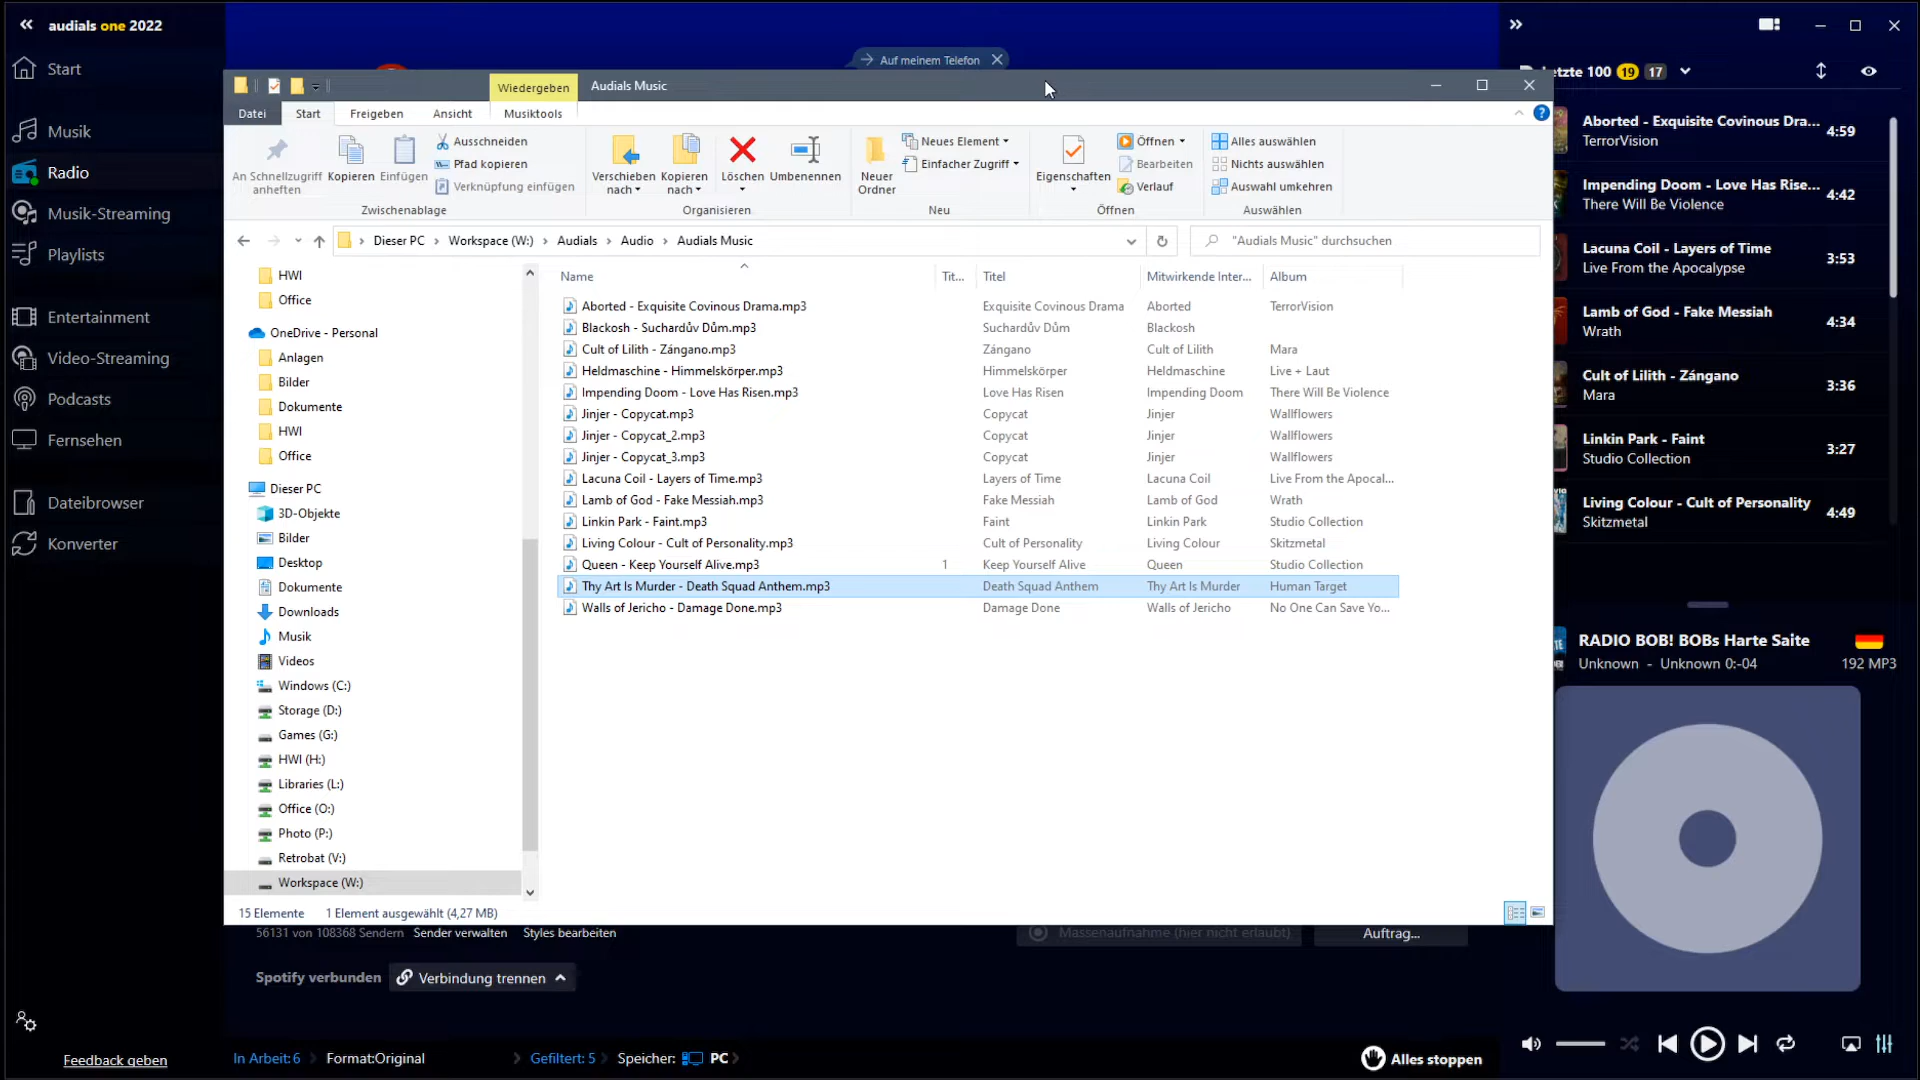 audials one 2022
Start
Musik
Radio
Musik-Streaming
Playlists
Entertainment
Video-Streaming
Podcasts
Fernsehen
Dateibrowser
Konverter
Feedback geben
Auf meinem Telefon
Wiedergeben
Audials Music
Datei
Start
Freigeben
Ansicht
Musiktools
An Schnellzugriff
anheften
Kopieren
Einfügen
Ausschneiden
Pfad kopieren
Verknüpfung einfügen
Zwischenablage
Verschieben
nach
Kopieren
nach
Löschen
Umbenennen
Organisieren
Neuer
Ordner
Neues Element
Einfacher Zugriff
Neu
Eigenschaften
Öffnen
Bearbeiten
Verlauf
Öffnen
Alles auswählen
Nichts auswählen
Auswahl umkehren
Auswählen
Dieser PC
Workspace (W:)
Audials
Audio
Audials Music
"Audials Music" durchsuchen
HWI
Office
OneDrive - Personal
Anlagen
Bilder
Dokumente
HWI
Office
Dieser PC
3D-Objekte
Bilder
Desktop
Dokumente
Downloads
Musik
Videos
Windows (C:)
Storage (D:)
Games (G:)
HWI (H:)
Libraries (L:)
Office (O:)
Photo (P:)
Retrobat (V:)
Workspace (W:)
Name Tit... Titel Mitwirkende Inter... Album
Aborted - Exquisite Covinous Drama.mp3 Exquisite Covinous Drama Aborted TerrorVision
Blackosh - Suchardův Dům.mp3 Suchardův Dům Blackosh
Cult of Lilith - Zángano.mp3 Zángano Cult of Lilith Mara
Heldmaschine - Himmelskörper.mp3 Himmelskörper Heldmaschine Live + Laut
Impending Doom - Love Has Risen.mp3 Love Has Risen Impending Doom There Will Be Violence
Jinjer - Copycat.mp3 Copycat Jinjer Wallflowers
Jinjer - Copycat_2.mp3 Copycat Jinjer Wallflowers
Jinjer - Copycat_3.mp3 Copycat Jinjer Wallflowers
Lacuna Coil - Layers of Time.mp3 Layers of Time Lacuna Coil Live From the Apocal...
Lamb of God - Fake Messiah.mp3 Fake Messiah Lamb of God Wrath
Linkin Park - Faint.mp3 Faint Linkin Park Studio Collection
Living Colour - Cult of Personality.mp3 Cult of Personality Living Colour Skitzmetal
Queen - Keep Yourself Alive.mp3 1 Keep Yourself Alive Queen Studio Collection
Thy Art Is Murder - Death Squad Anthem.mp3 Death Squad Anthem Thy Art Is Murder Human Target
Walls of Jericho - Damage Done.mp3 Damage Done Walls of Jericho No One Can Save Yo...
15 Elemente 1 Element ausgewählt (4,27 MB)
56131 von 108368 Sendern Sender verwalten Styles bearbeiten
Massenaufnahme (hier nicht erlaubt)
Auftrag...
Spotify verbunden Verbindung trennen
In Arbeit: 6 Format:Original Gefiltert: 5 Speicher: PC
Alles stoppen
Letzte 100 19 17
Aborted - Exquisite Covinous Dra... 4:59
TerrorVision
Impending Doom - Love Has Rise... 4:42
There Will Be Violence
Lacuna Coil - Layers of Time 3:53
Live From the Apocalypse
Lamb of God - Fake Messiah 4:34
Wrath
Cult of Lilith - Zángano 3:36
Mara
Linkin Park - Faint 3:27
Studio Collection
Living Colour - Cult of Personality 4:49
Skitzmetal
RADIO BOB! BOBs Harte Saite
Unknown - Unknown 0:-04 192 MP3